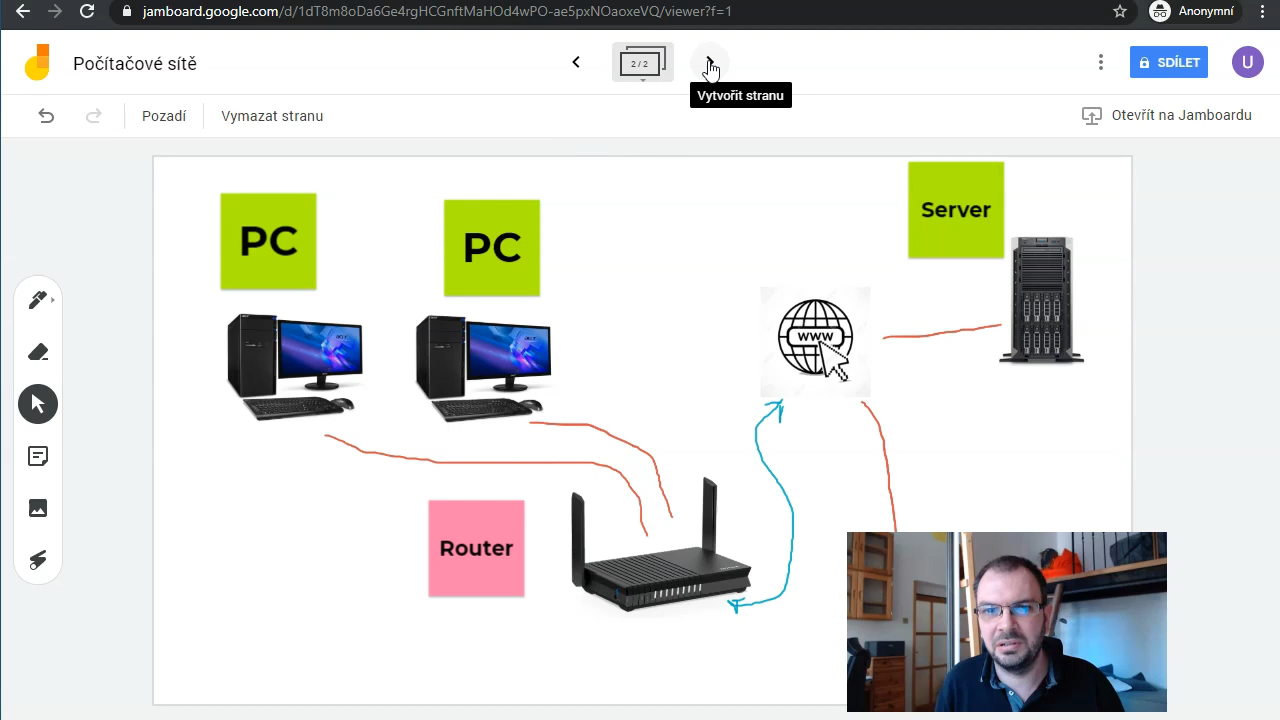 jamboard.google.com/d/1dT8m8oDa6Ge4rgHCGnftMaHOd4wPO-ae5pxNOaoxeVQ/viewer?f=1
Anonymní
Počítačové sítě
2 / 2
SDÍLET
U
Vytvořit stranu
Pozadí
Vymazat stranu
Otevřít na Jamboardu
PC
PC
Server
www
Router